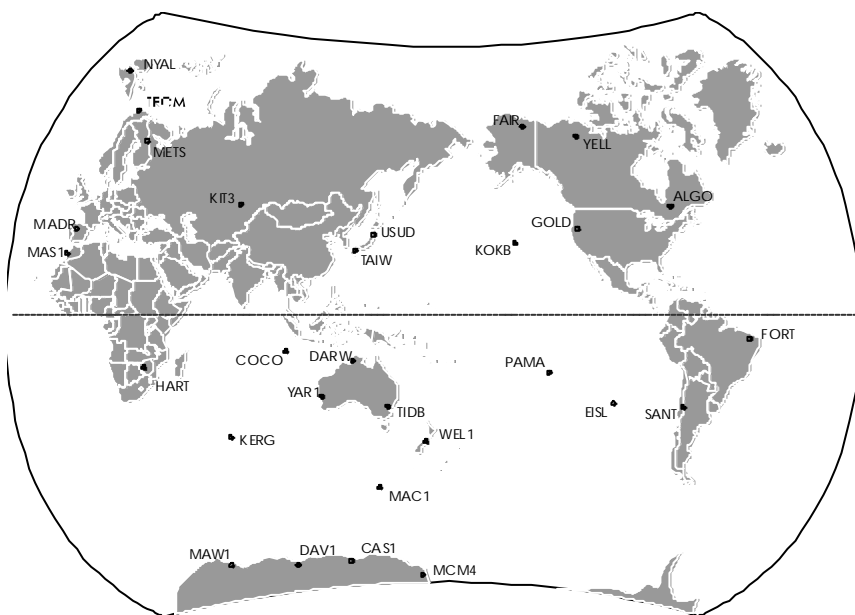 NYAL
METS
FAIR
YELL
KIT3
ALGO
MADR
USUD
GOLD
MAS1
TAIW
KOKB
FORT
COCO
DARW
PAMA
HART
YAR1
TIDB
EISL
SANT
KERG
WEL1
MAC1
MAW1
DAV1
CAS1
MCM4